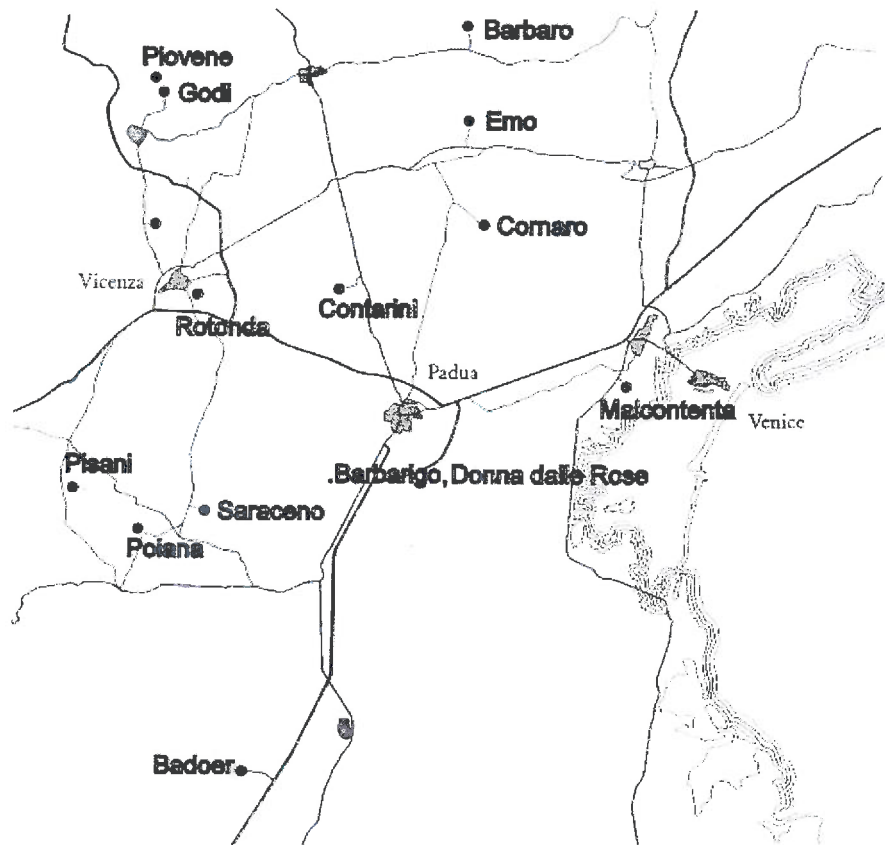 Barbaro
Piovene
Godi
Emo
Cornaro
Vicenza
Contarini
Rotonda
Padua
Malcontenta
Venice
Pisani
.Barbarigo, Donna dalle Rose
Saraceno
Poiana
Badoer